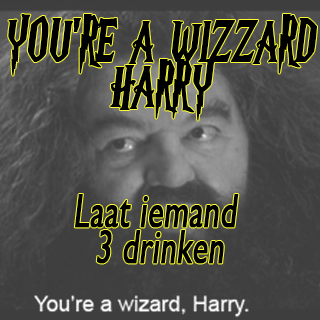 YOU'RE A WIZZARD
HARRY
Laat iemand
3 drinken
You're a wizard, Harry.